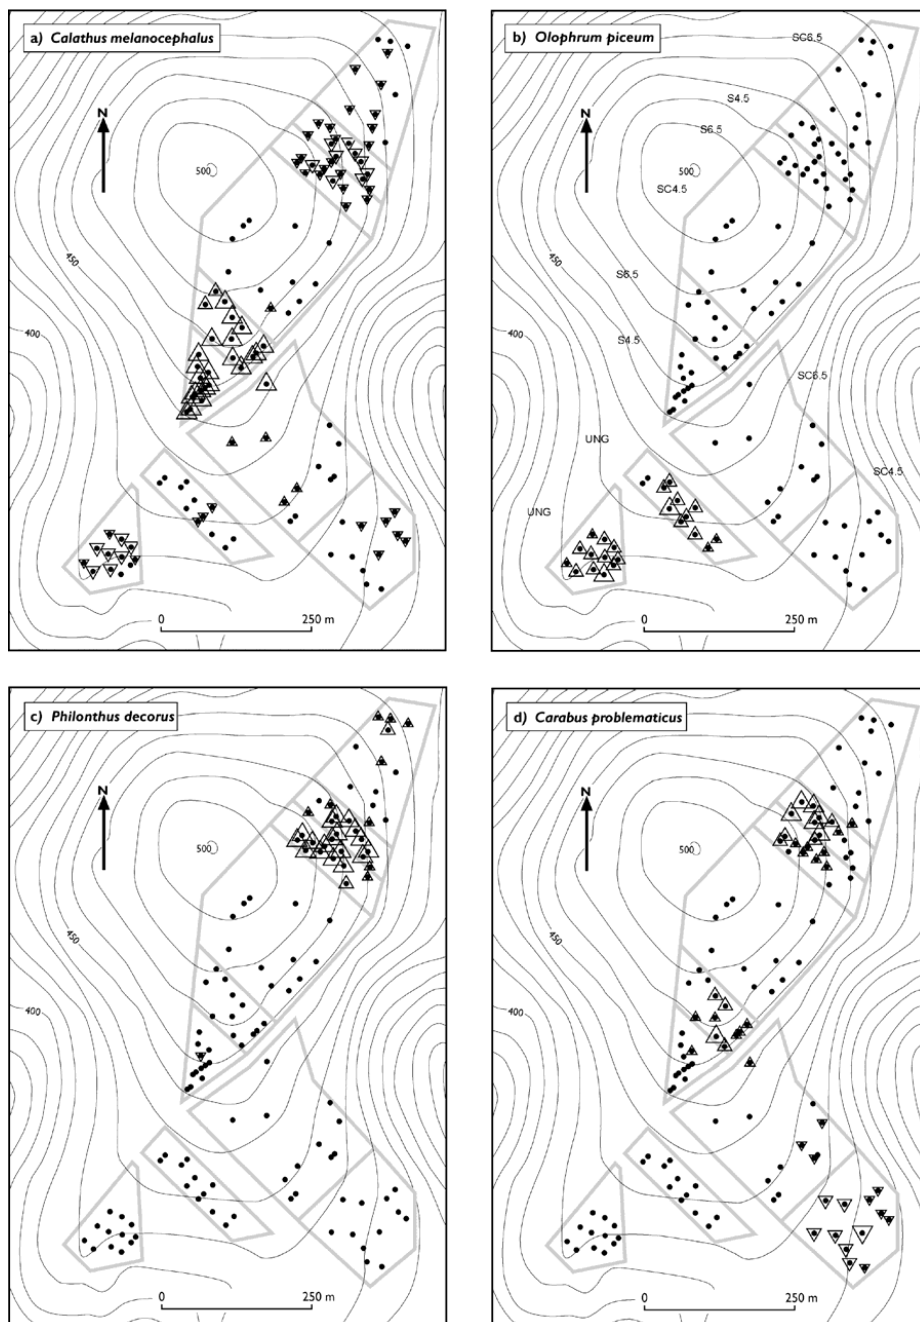 a) Calathus melanocephalus
N
500
450
400
0 250 m
b) Olophrum piceum
SC6.5
S4.5
S6.5
N
500
SC4.5
S6.5
S4.5
SC6.5
UNG
SC4.5
UNG
0 250 m
c) Philonthus decorus
N
500
450
400
0 250 m
d) Carabus problematicus
N
500
450
400
0 250 m